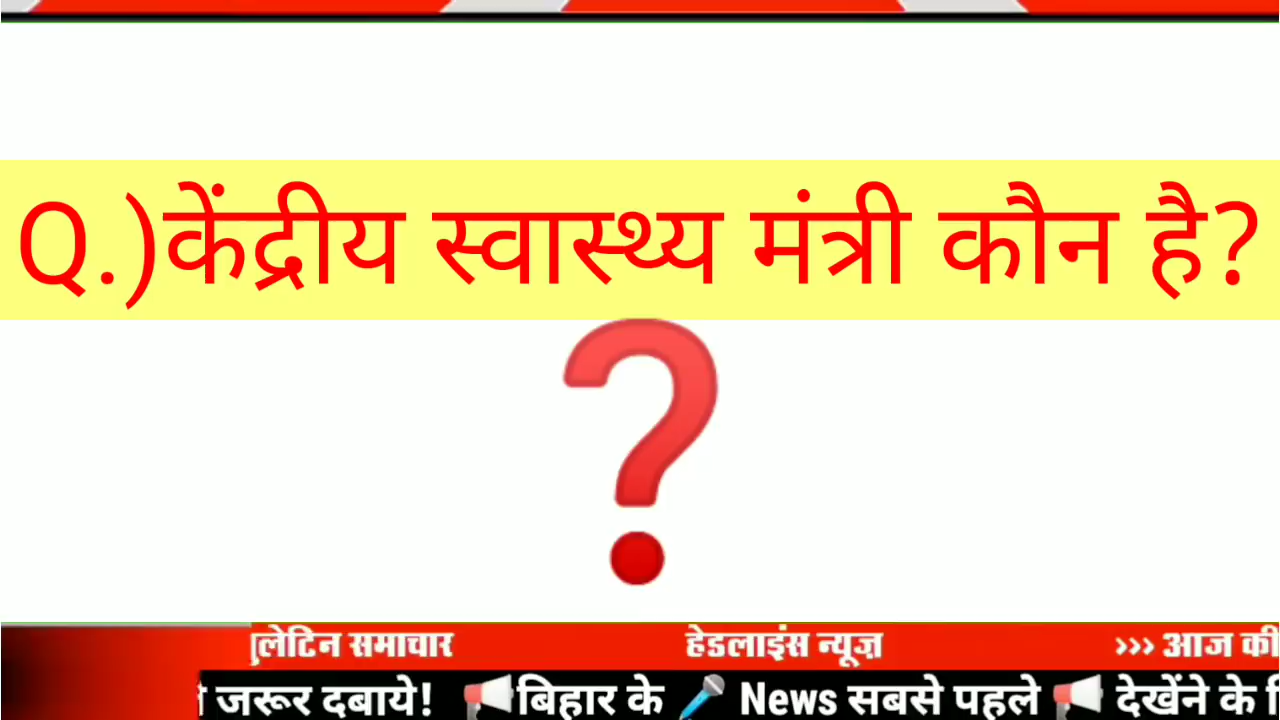 Q.)केंद्रीय स्वास्थ्य मंत्री कौन है?
लेटिन समाचार हेडलाइंस न्यूज़ >>> आज की
जरूर दबाये! बिहार के News सबसे पहले देखेंने के